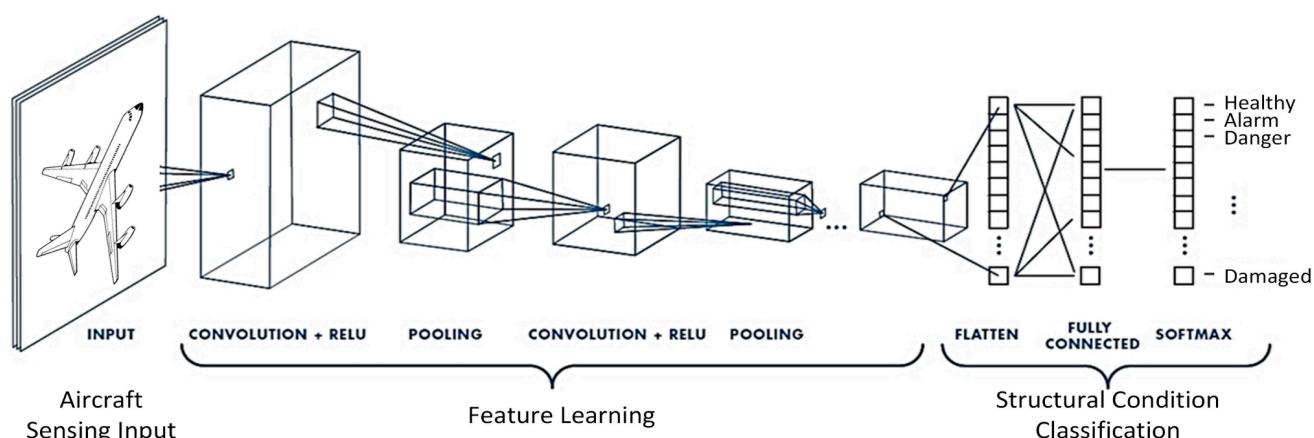 Healthy
Alarm
Danger
Damaged
INPUT
CONVOLUTION + RELU
POOLING
CONVOLUTION + RELU
POOLING
FLATTEN
FULLY
CONNECTED
SOFTMAX
Aircraft
Sensing Input
Feature Learning
Structural Condition
Classification